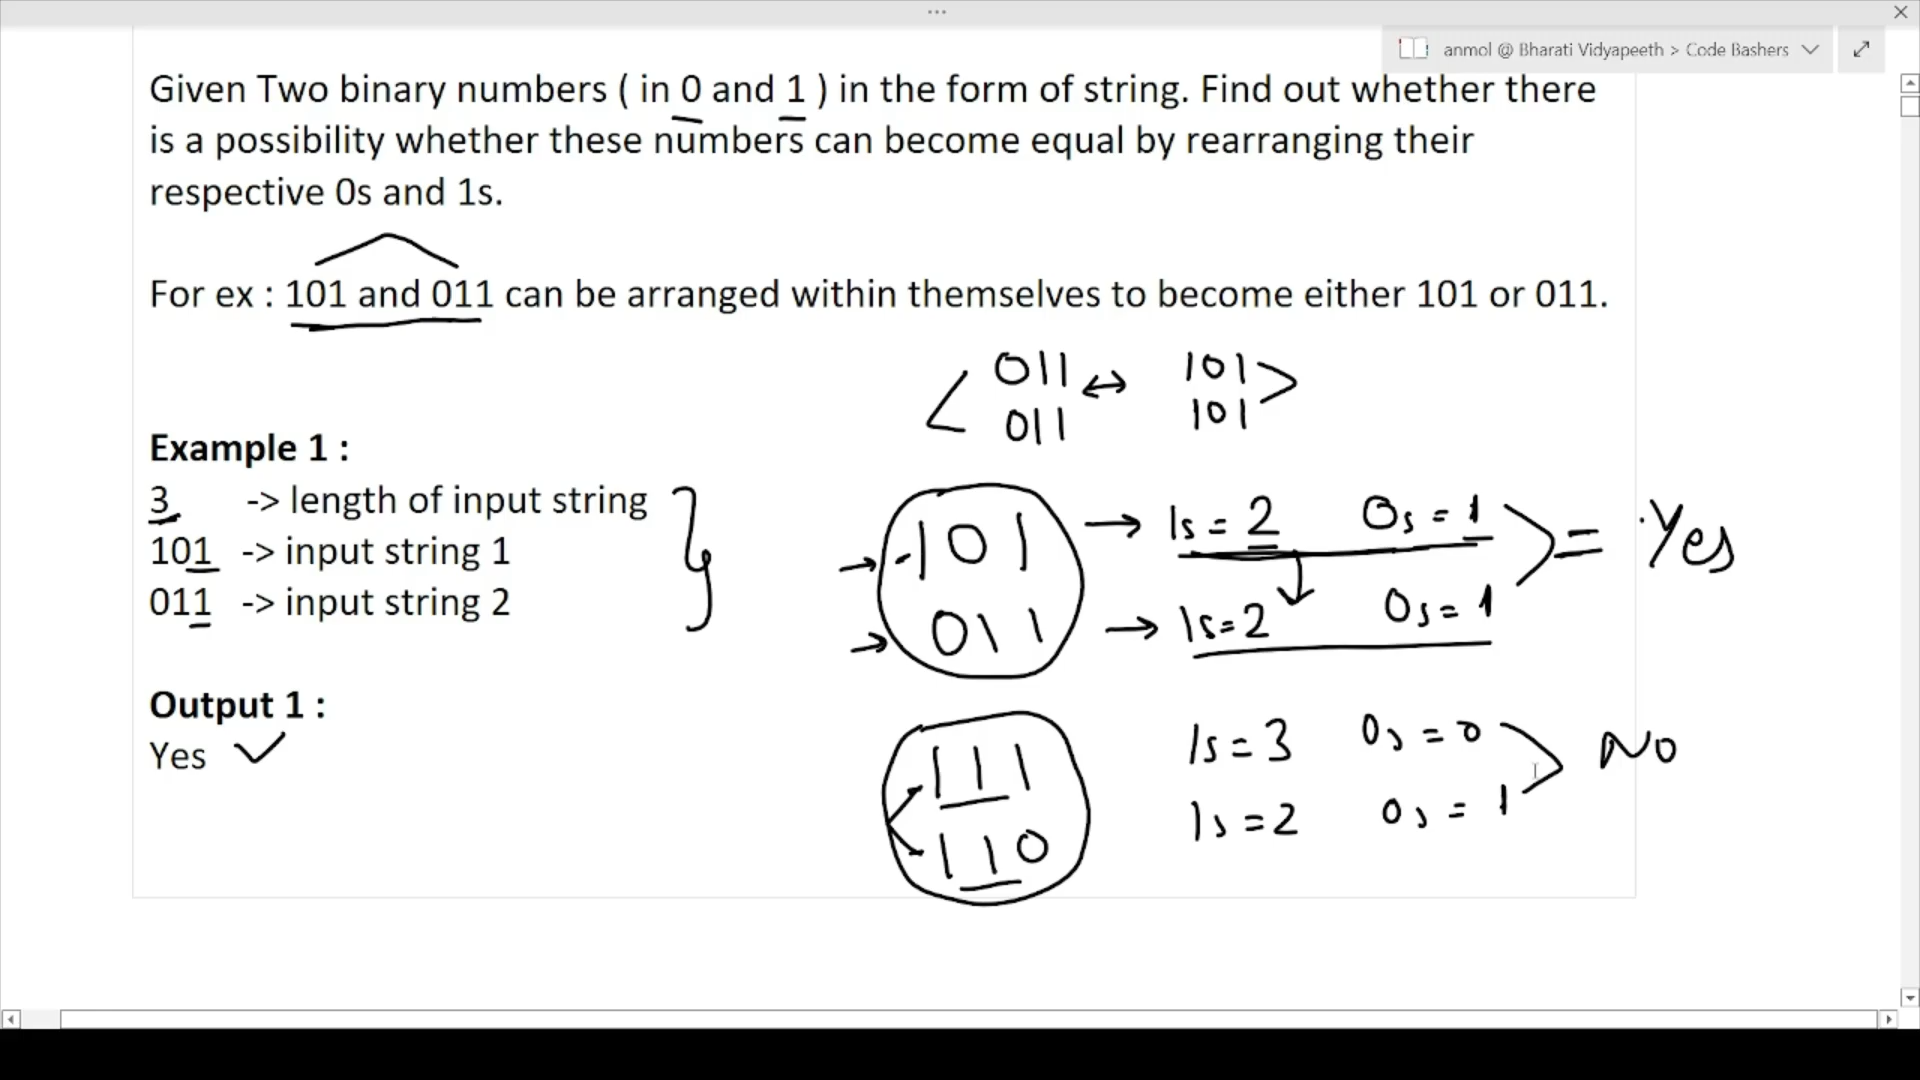 anmol @ Bharati Vidyapeeth > Code Bashers
Given Two binary numbers ( in 0 and 1 ) in the form of string. Find out whether there
is a possibility whether these numbers can become equal by rearranging their
respective 0s and 1s.
For ex : 101 and 011 can be arranged within themselves to become either 101 or 011.
011 ↔ 101
011 101
Example 1 :
3 -> length of input string
101 -> input string 1
011 -> input string 2
101 → 1s = 2 0s = 1
= Yes
011 → 1s=2 0s=1
Output 1 :
Yes
111 1s = 3 0s = 0
No
110 1s = 2 0s = 1